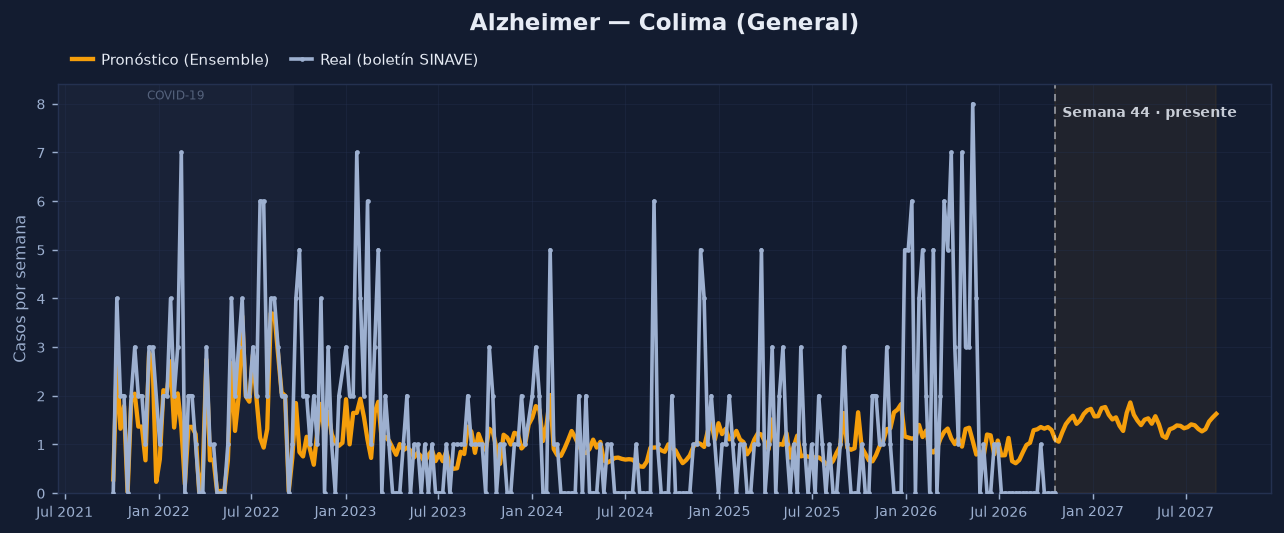 Alzheimer — Colima (General)
Pronóstico (Ensemble) Real (boletín SINAVE)
COVID-19
Semana 44 · presente
Casos por semana
8
7
6
5
4
3
2
1
0
Jul 2021 Jan 2022 Jul 2022 Jan 2023 Jul 2023 Jan 2024 Jul 2024 Jan 2025 Jul 2025 Jan 2026 Jul 2026 Jan 2027 Jul 2027